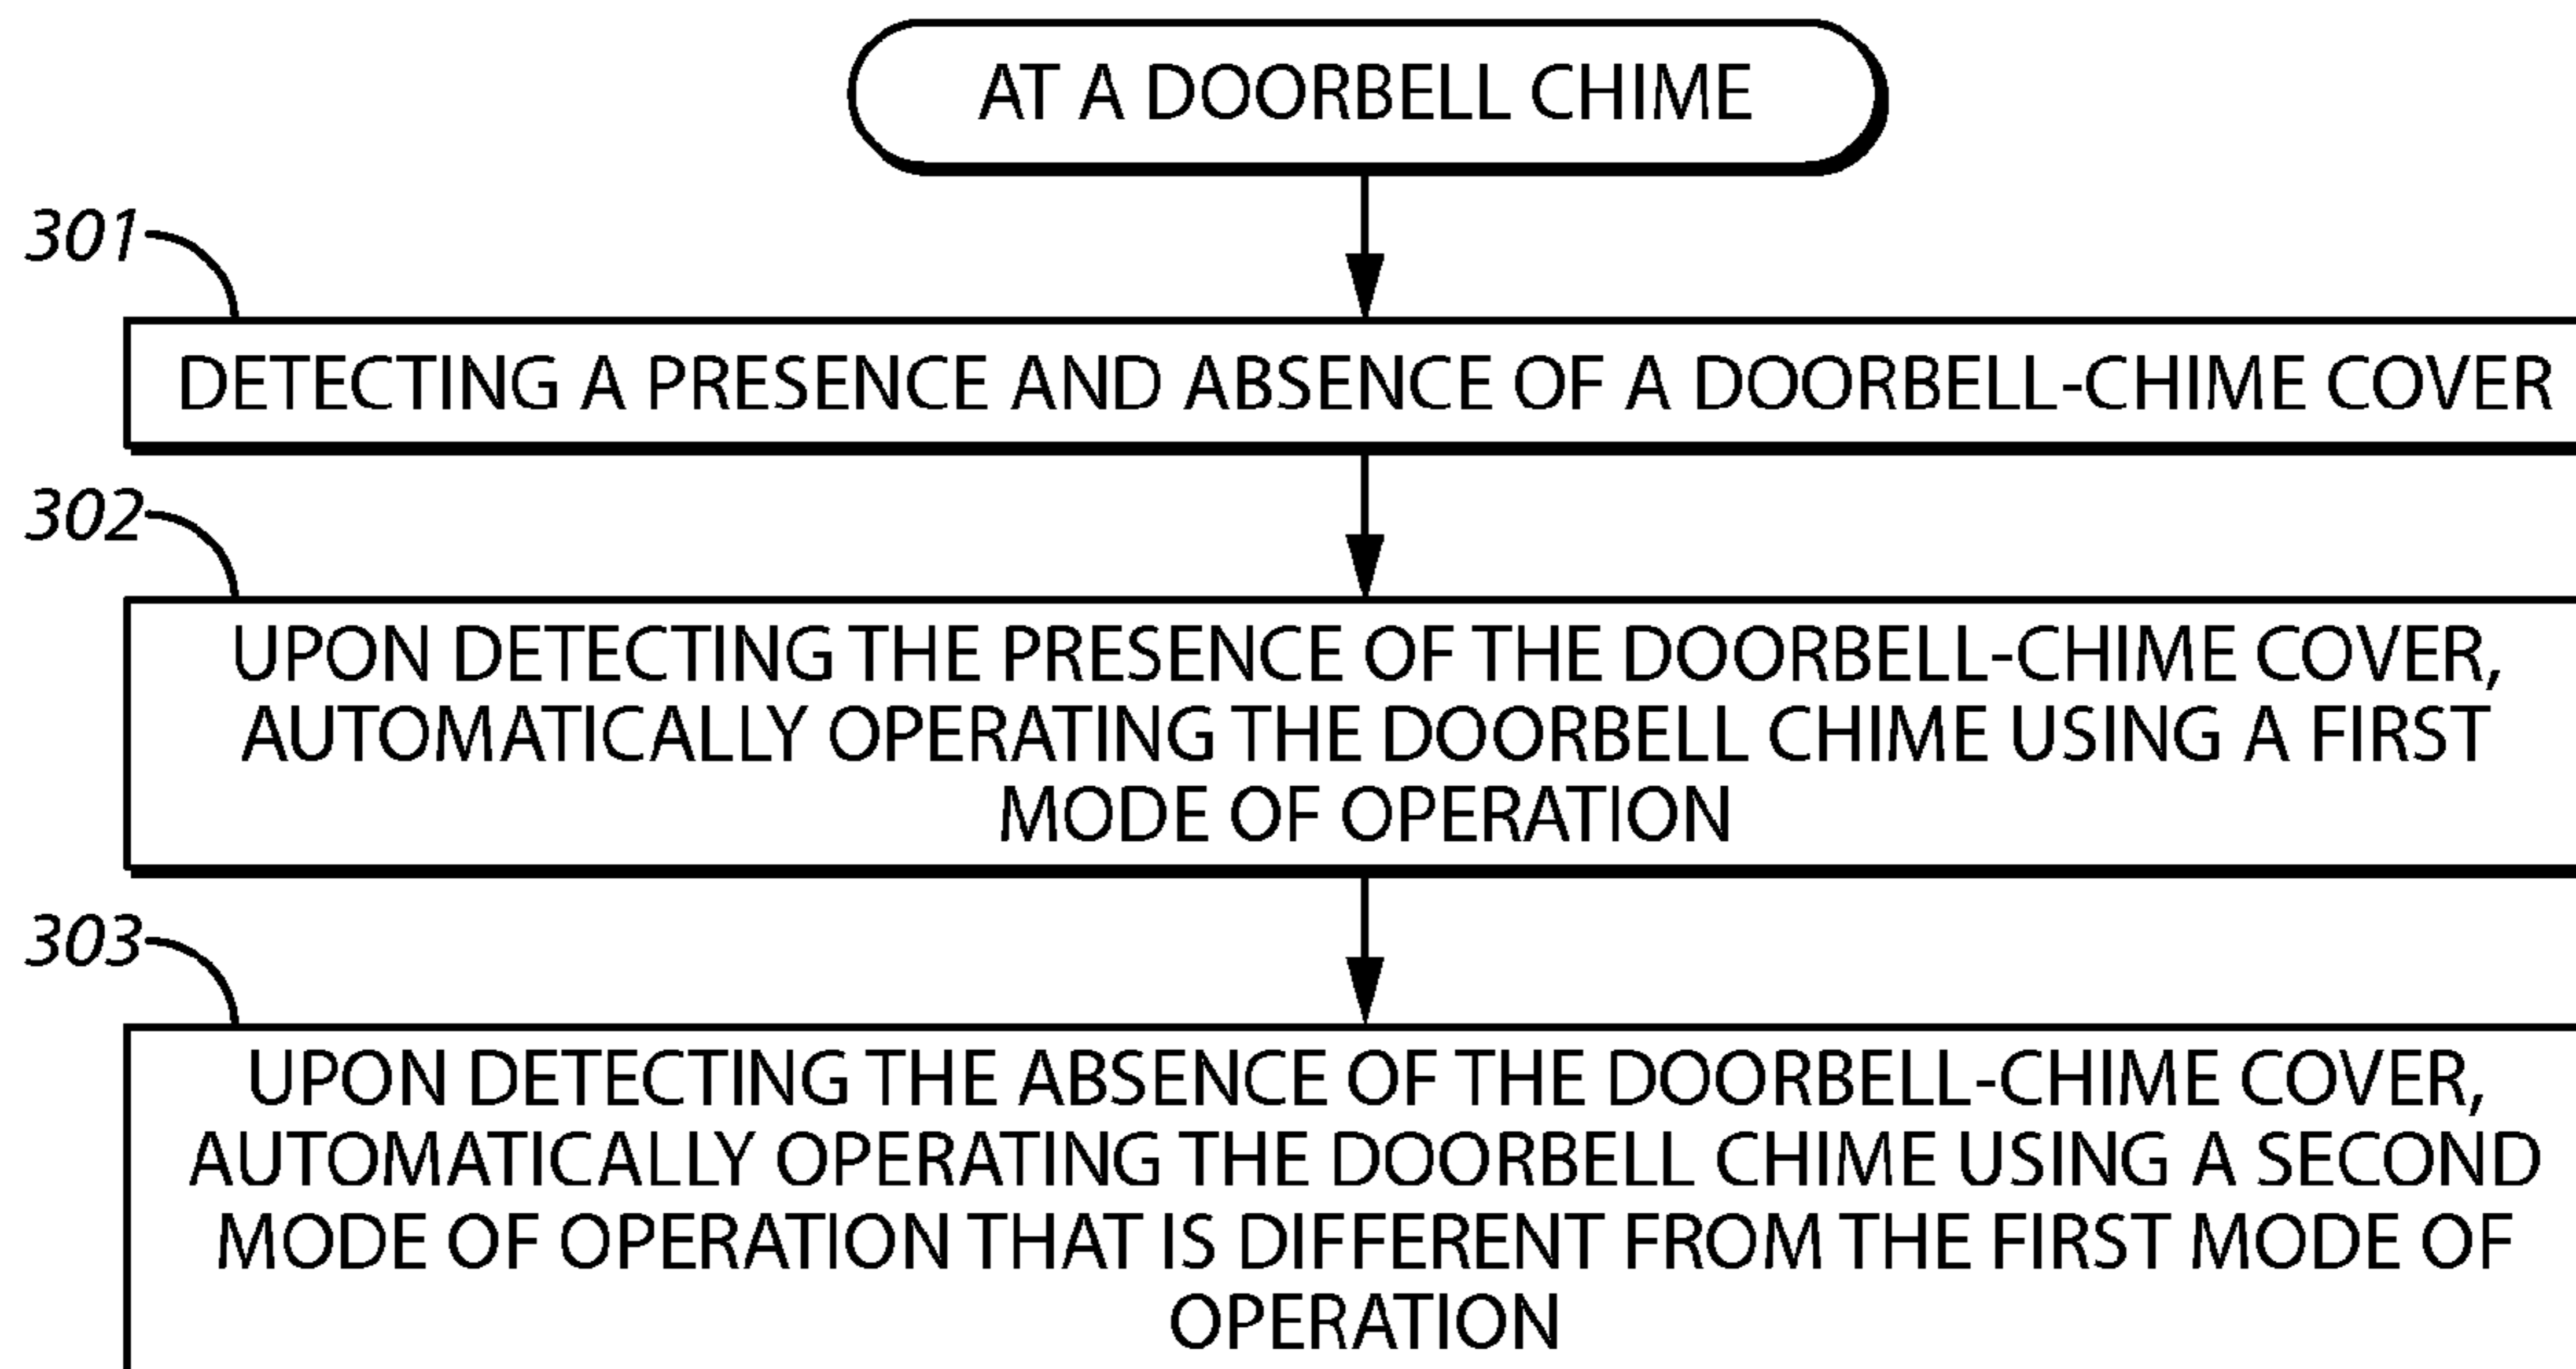 AT A DOORBELL CHIME
301
DETECTING A PRESENCE AND ABSENCE OF A DOORBELL-CHIME COVER
302
UPON DETECTING THE PRESENCE OF THE DOORBELL-CHIME COVER,
AUTOMATICALLY OPERATING THE DOORBELL CHIME USING A FIRST
MODE OF OPERATION
303
UPON DETECTING THE ABSENCE OF THE DOORBELL-CHIME COVER,
AUTOMATICALLY OPERATING THE DOORBELL CHIME USING A SECOND
MODE OF OPERATION THAT IS DIFFERENT FROM THE FIRST MODE OF
OPERATION